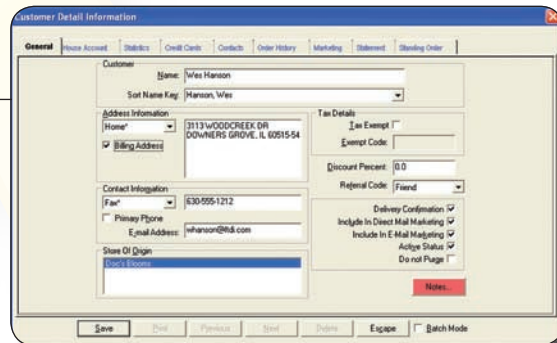 Customer Detail Information
General House Account Statistics Credit Cards Contacts Order History Marketing Statement Standing Order
Customer
Name: Wes Hanson
Sort Name Key: Hanson, Wes
Address Information
Home*
3113 WOODCREEK DR
DOWNERS GROVE, IL 60515-54
Billing Address
Tax Details
Tax Exempt
Exempt Code:
Discount Percent: 0.0
Referral Code: Friend
Contact Information
Fax* 630-555-1212
Primary Phone
E-mail Address: whanson@ftdi.com
Delivery Confirmation
Include In Direct Mail Marketing
Include In E-Mail Marketing
Active Status
Do not Purge
Store Of Origin
Doc's Blooms
Notes...
Save Find Previous Next Delete Escape Batch Mode